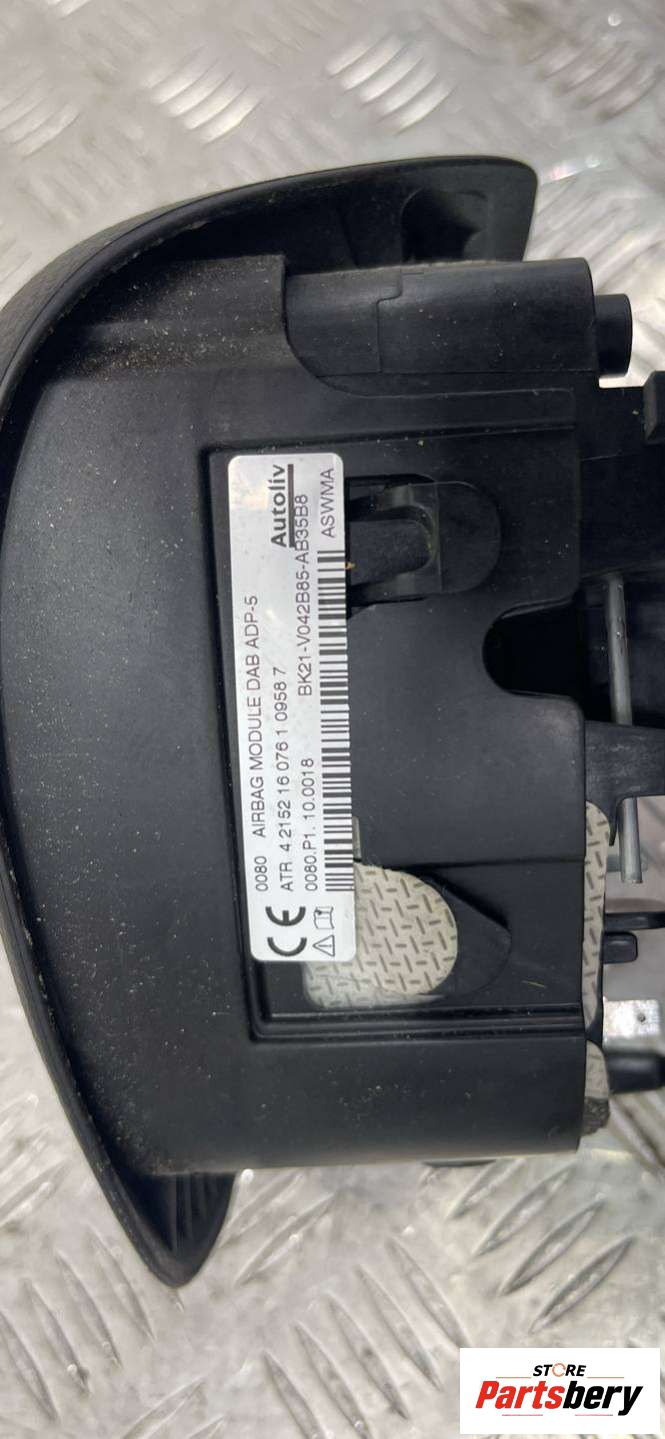 Autoliv
0080 AIRBAG MODULE DAB ADP-5
ATR 4 2152 16 076 1 0958 7
0080.P1. 10.0018
BK21-V042B85-AB35B8
ASWMA
CE
STORE
Partsbery